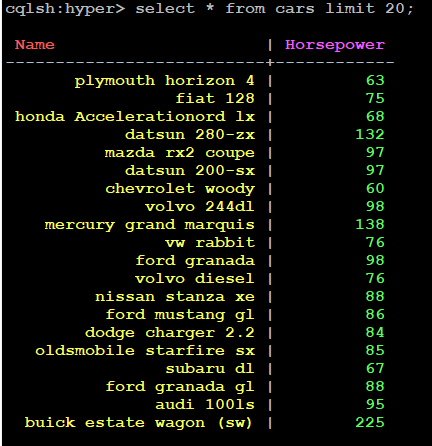 cqlsh:hyper> select * from cars limit 20;
Name | Horsepower
--------------------------+------------
plymouth horizon 4 | 63
fiat 128 | 75
honda Accelerationord lx | 68
datsun 280-zx | 132
mazda rx2 coupe | 97
datsun 200-sx | 97
chevrolet woody | 60
volvo 244dl | 98
mercury grand marquis | 138
vw rabbit | 76
ford granada | 98
volvo diesel | 76
nissan stanza xe | 88
ford mustang gl | 86
dodge charger 2.2 | 84
oldsmobile starfire sx | 85
subaru dl | 67
ford granada gl | 88
audi 100ls | 95
buick estate wagon (sw) | 225